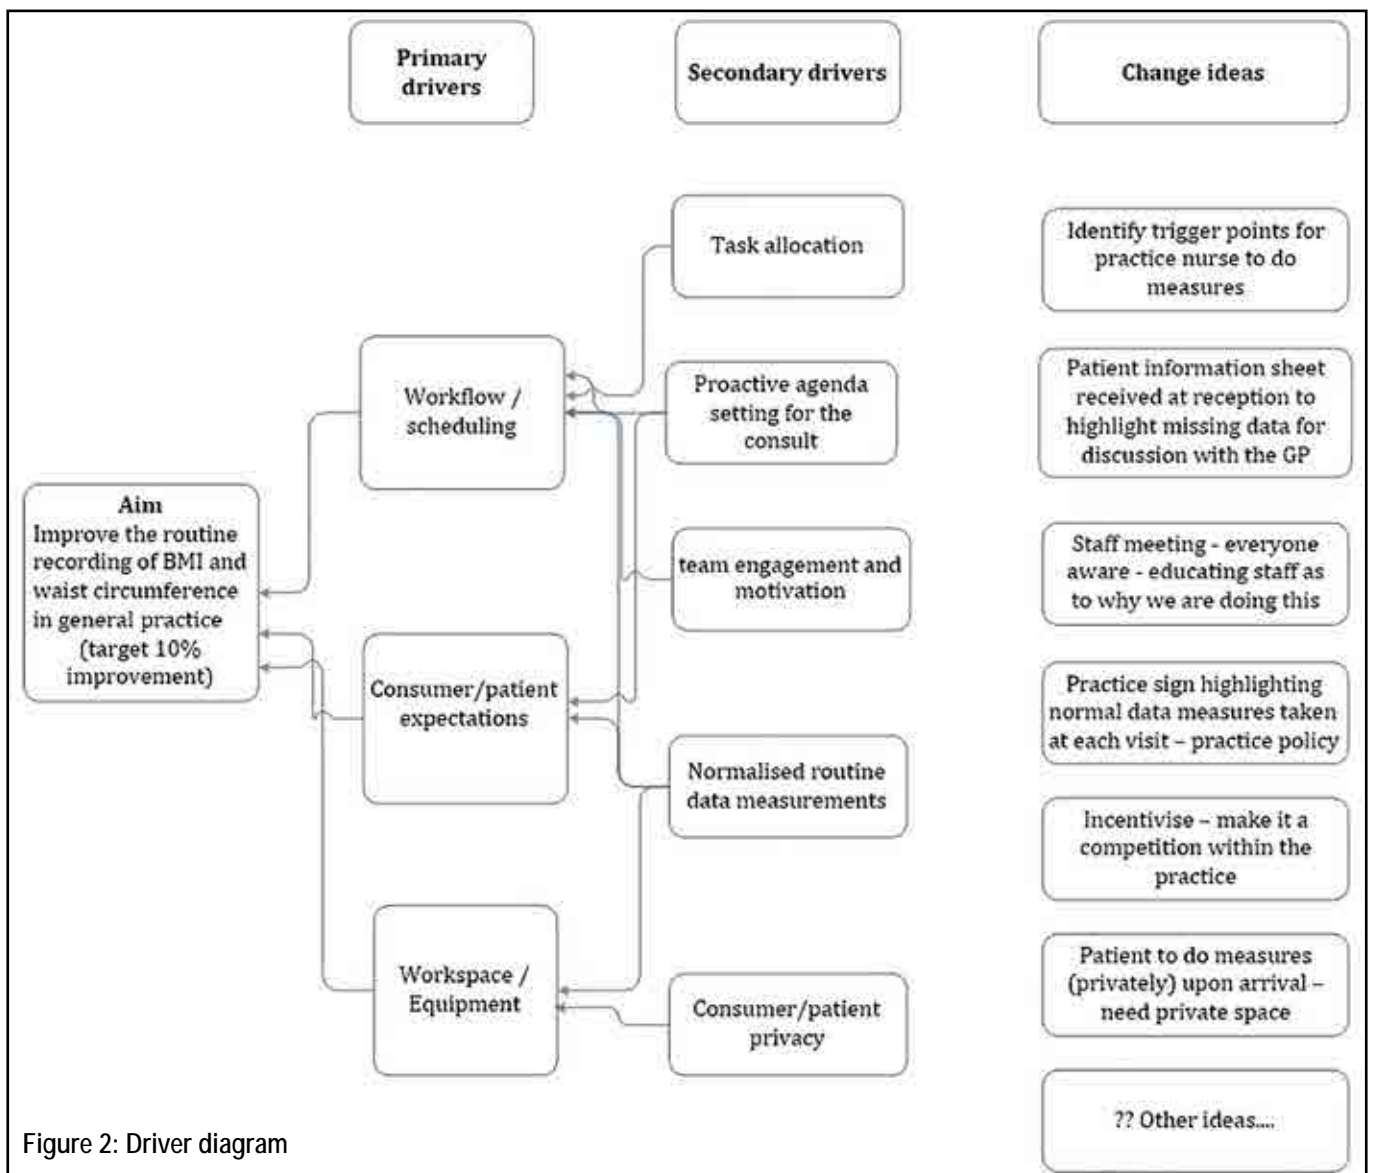 Primary
drivers
Secondary drivers
Change ideas
Task allocation
Identify trigger points for
practice nurse to do
measures
Workflow /
scheduling
Proactive agenda
setting for the
consult
Patient information sheet
received at reception to
highlight missing data for
discussion with the GP
Aim
Improve the routine
recording of BMI and
waist circumference
in general practice
(target 10%
improvement)
team engagement and
motivation
Staff meeting - everyone
aware - educating staff as
to why we are doing this
Consumer/patient
expectations
Practice sign highlighting
normal data measures taken
at each visit – practice policy
Normalised routine
data measurements
Incentivise – make it a
competition within the
practice
Workspace /
Equipment
Consumer/patient
privacy
Patient to do measures
(privately) upon arrival –
need private space
?? Other ideas....
Figure 2: Driver diagram